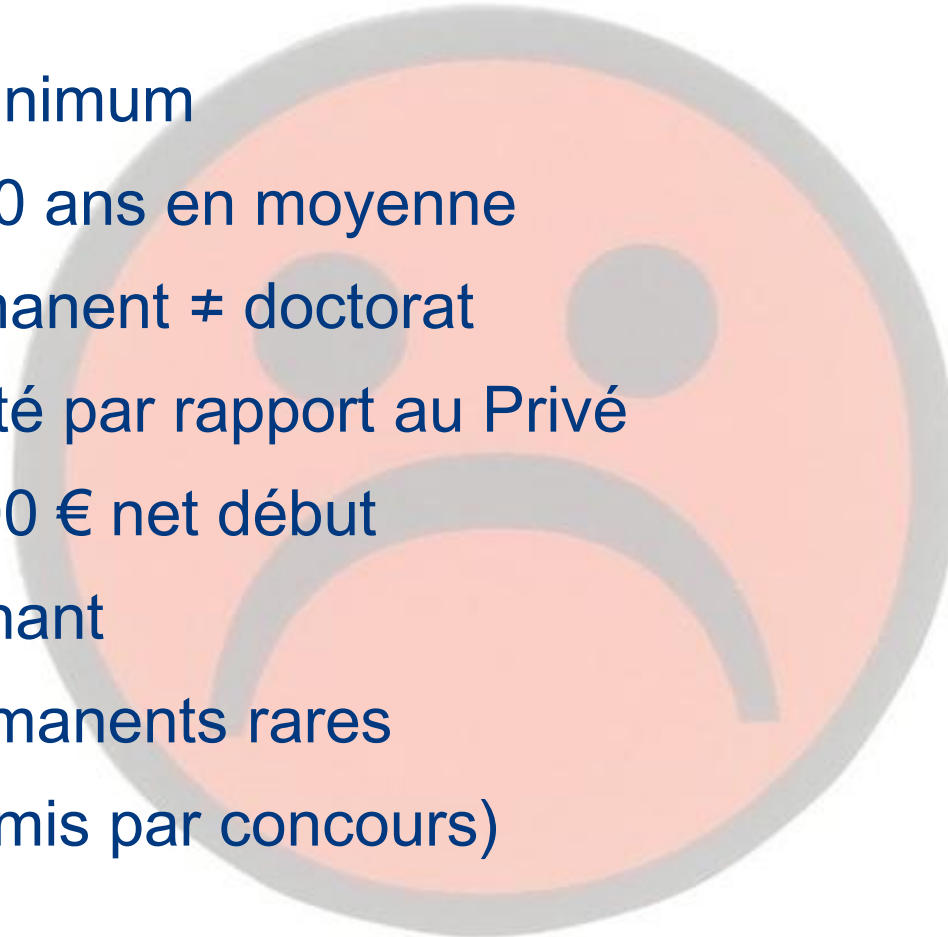 nimum
0 ans en moyenne
anent ≠ doctorat
té par rapport au Privé
0 € net début
nant
manents rares
mis par concours)